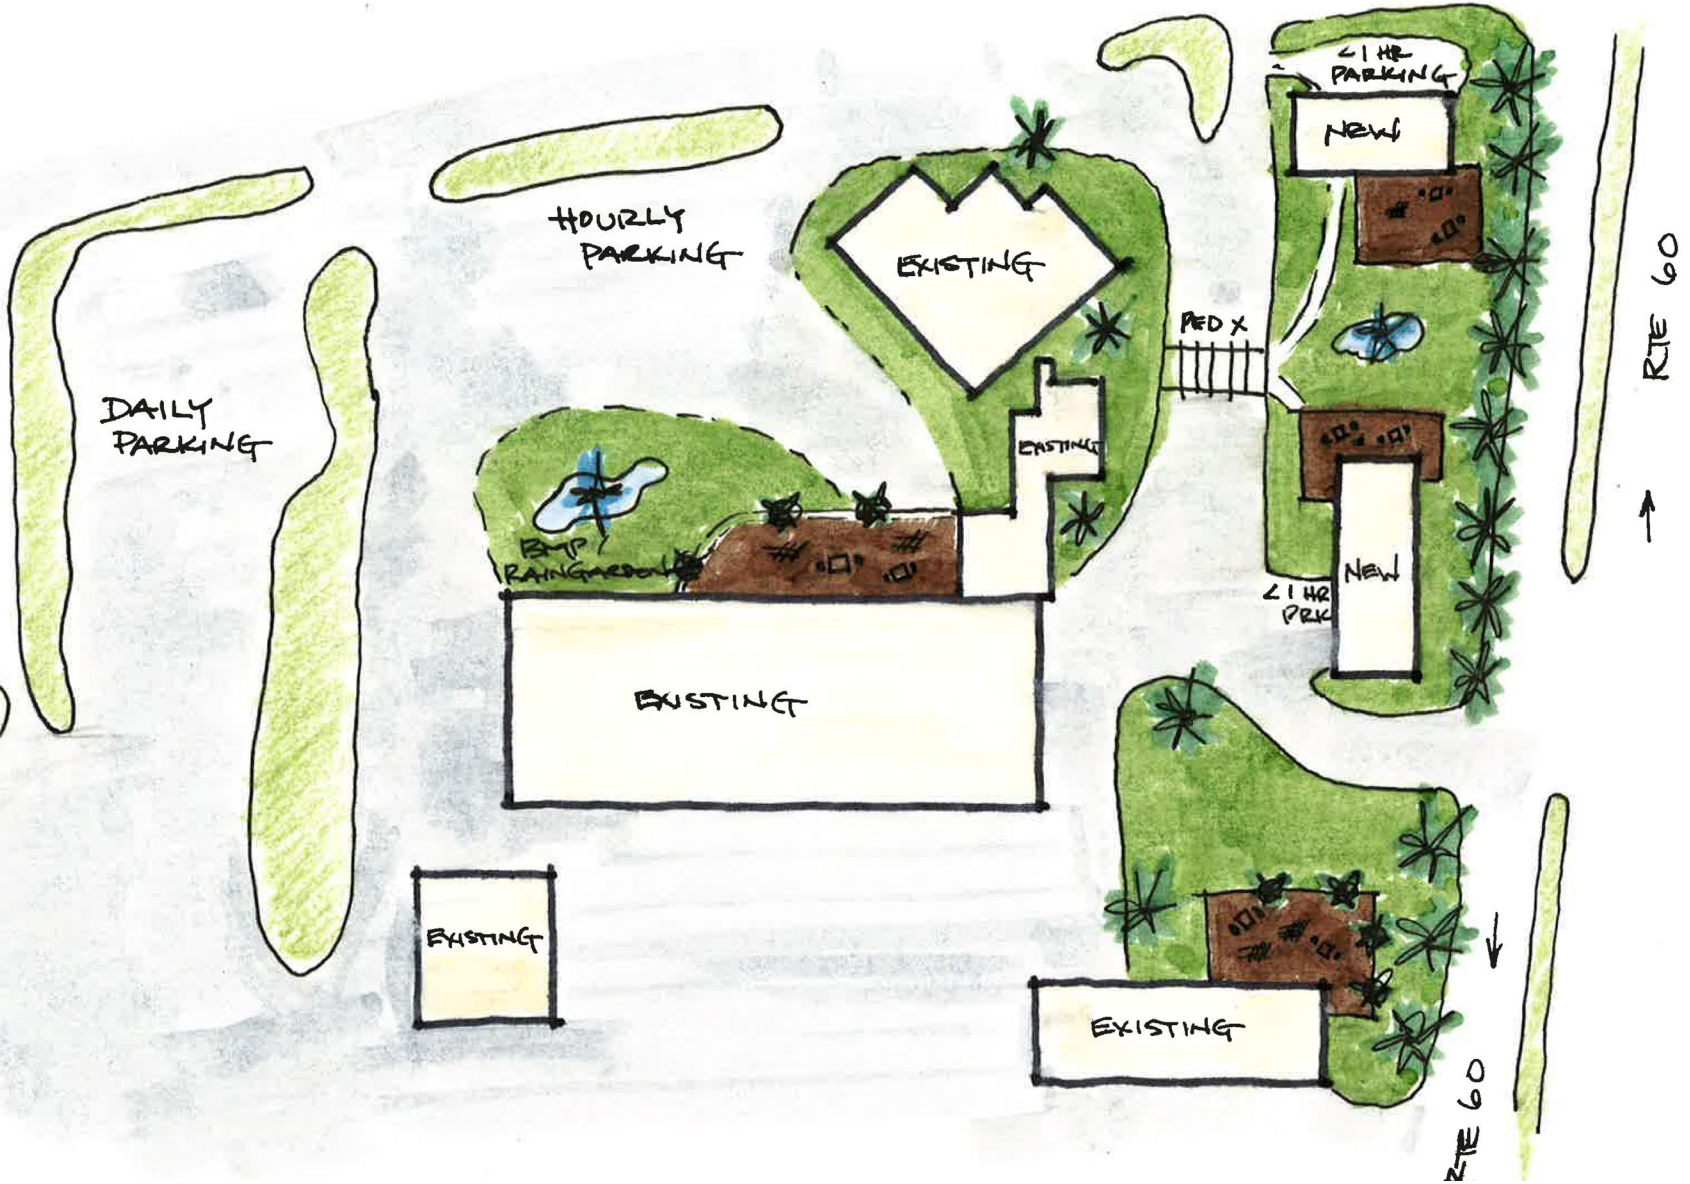 <1 HR
PARKING
NEW
HOURLY
PARKING
EXISTING
RTE 60
PED X
DAILY
PARKING
EXISTING
BMP/
RAINGARDEN
NEW
<1 HR
PRK
EXISTING
EXISTING
EXISTING
RTE 60